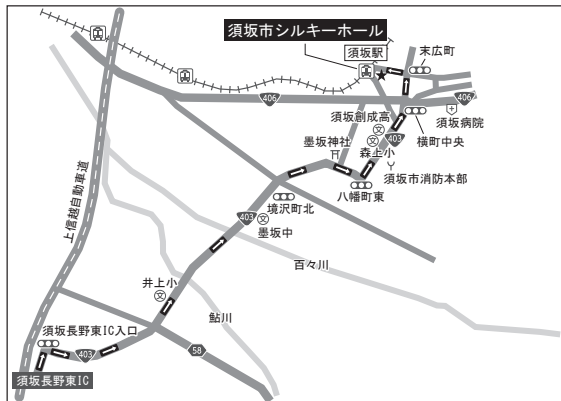 須坂市シルキーホール
須坂駅
末広町
406
406
須坂創成高
文
須坂病院
横町中央
墨坂神社
森上小
文
403
須坂市消防本部
八幡町東
境沢町北
上信越自動車道
403
文
墨坂中
百々川
井上小
文
鮎川
須坂長野東IC入口
403
58
須坂長野東IC